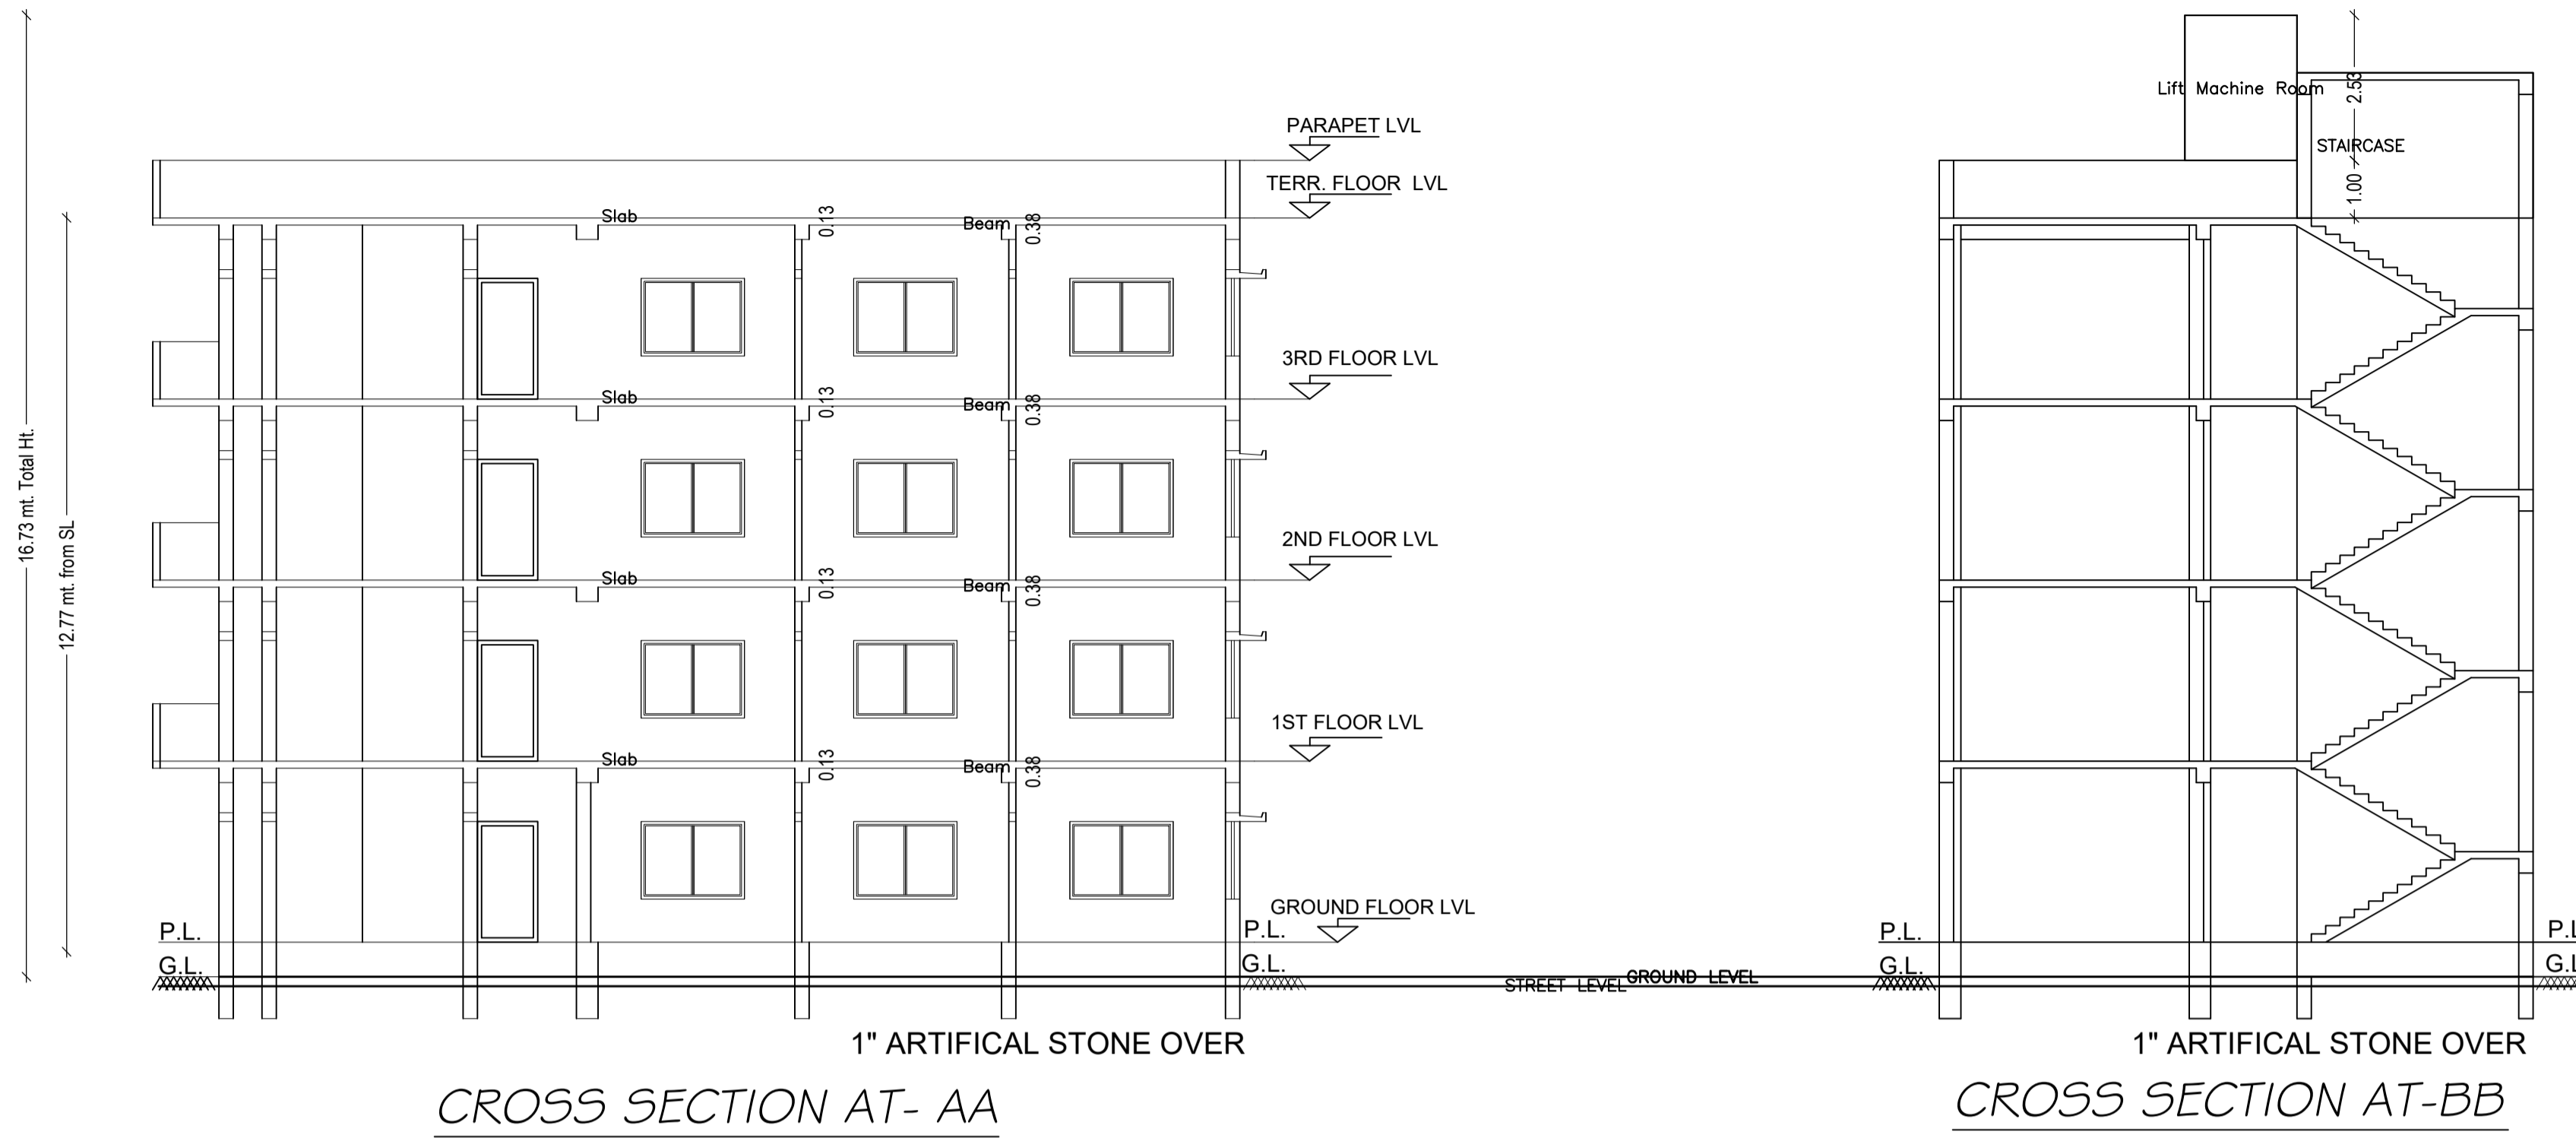 16.73 mt. Total Ht.
12.77 mt. from SL
PARAPET LVL
TERR. FLOOR LVL
Slab
0.13
Beam
0.38
3RD FLOOR LVL
Slab
0.13
Beam
0.38
2ND FLOOR LVL
Slab
0.13
Beam
0.38
1ST FLOOR LVL
Slab
0.13
Beam
0.38
GROUND FLOOR LVL
P.L.
P.L.
G.L.
G.L.
STREET LEVEL
GROUND LEVEL
1" ARTIFICAL STONE OVER
CROSS SECTION AT- AA
Lift Machine Room
2.53
STAIRCASE
1.00
P.L.
P.L
G.L.
G.L
1" ARTIFICAL STONE OVER
CROSS SECTION AT-BB